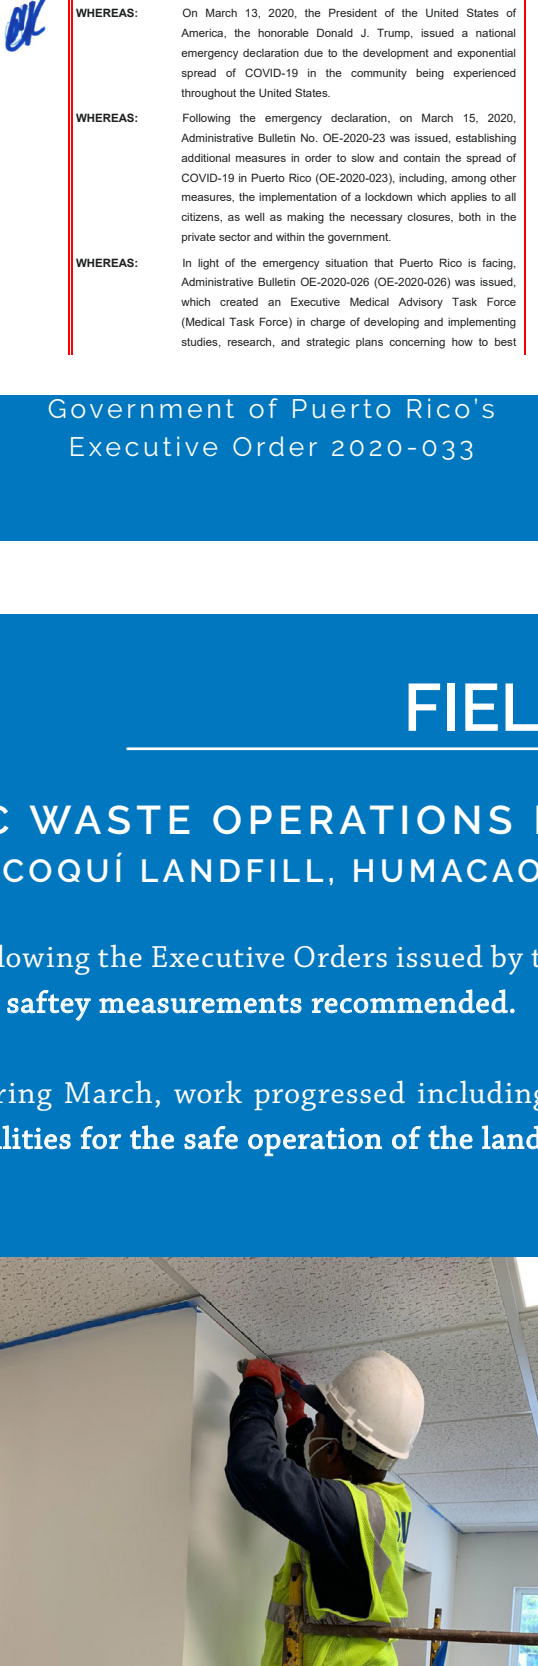 WHEREAS: On March 13, 2020, the President of the United States of
America, the honorable Donald J. Trump, issued a national
emergency declaration due to the development and exponential
spread of COVID-19 in the community being experienced
throughout the United States.
WHEREAS: Following the emergency declaration, on March 15, 2020,
Administrative Bulletin No. OE-2020-23 was issued, establishing
additional measures in order to slow and contain the spread of
COVID-19 in Puerto Rico (OE-2020-023), including, among other
measures, the implementation of a lockdown which applies to all
citizens, as well as making the necessary closures, both in the
private sector and within the government.
WHEREAS: In light of the emergency situation that Puerto Rico is facing,
Administrative Bulletin OE-2020-026 (OE-2020-026) was issued,
which created an Executive Medical Advisory Task Force
(Medical Task Force) in charge of developing and implementing
studies, research, and strategic plans concerning how to best
Government of Puerto Rico's
Executive Order 2020-033
FIEL
C WASTE OPERATIONS
COQUÍ LANDFILL, HUMACAO
lowing the Executive Orders issued by t
saftey measurements recommended.
ring March, work progressed including
lities for the safe operation of the land